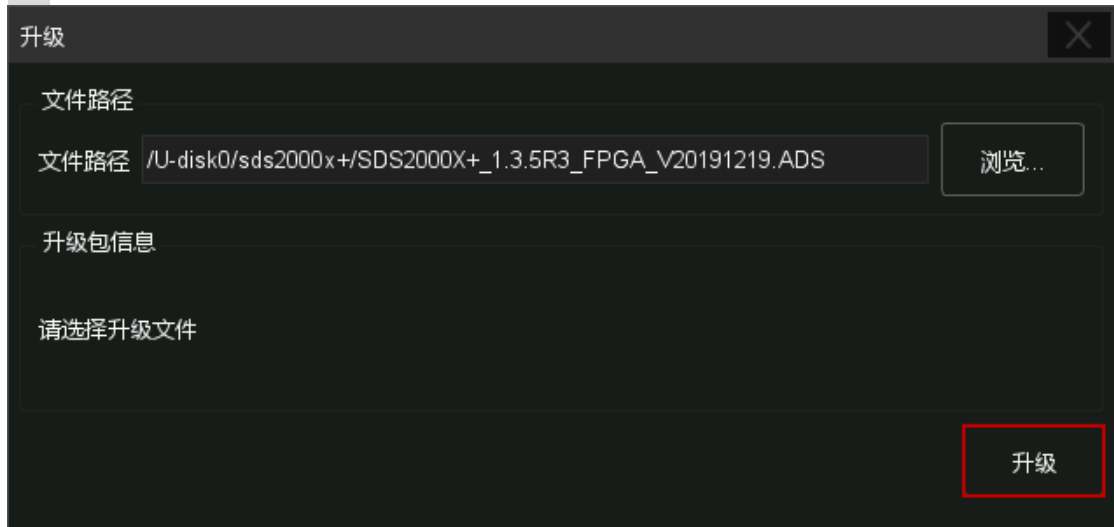 升级
文件路径
文件路径 /U-disk0/sds2000x+/SDS2000X+_1.3.5R3_FPGA_V20191219.ADS 浏览...
升级包信息
请选择升级文件
升级